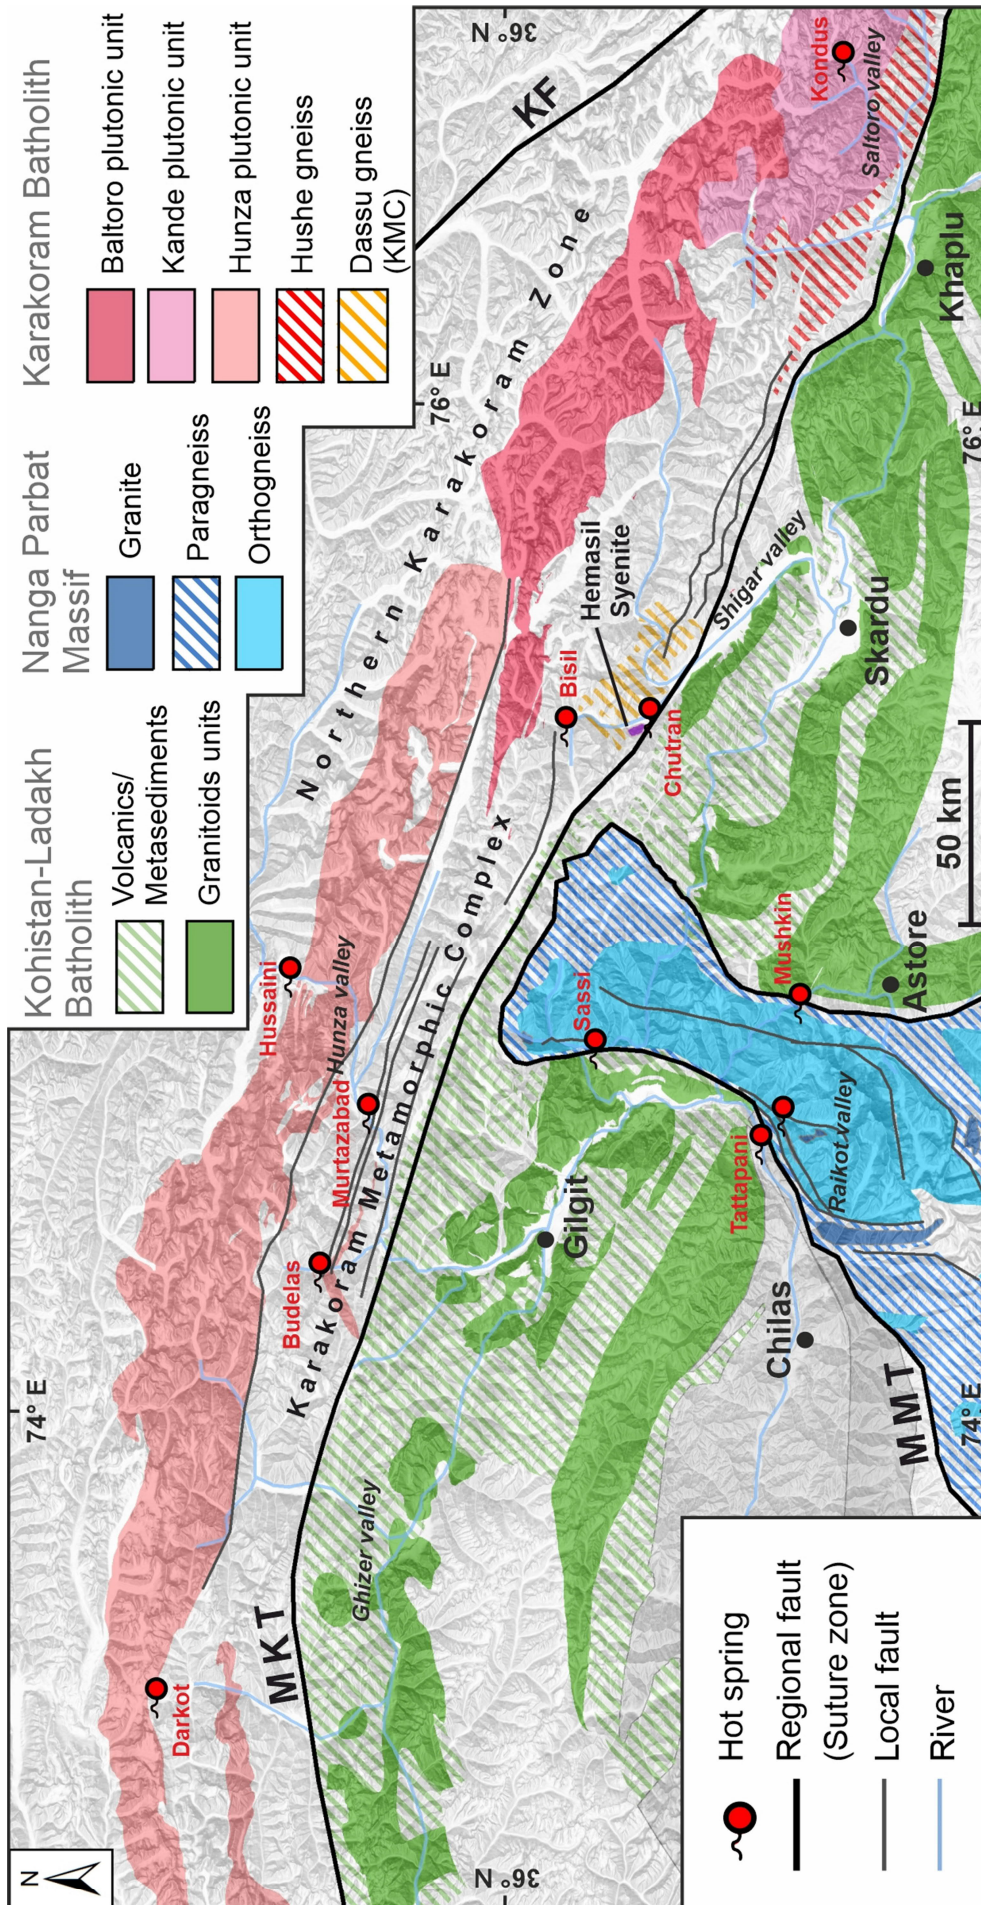 Kohistan-Ladakh
Batholith
Volcanics/
Metasediments
Granitoids units
Nanga Parbat
Massif
Granite
Paragneiss
Orthogneiss
Karakoram Batholith
Baltoro plutonic unit
Kande plutonic unit
Hunza plutonic unit
Hushe gneiss
Dassu gneiss
(KMC)
N
74° E
76° E
36° N
36° N
74° E
76° E
Northern Karakoram Zone
Karakoram Metamorphic Complex
KF
MKT
MMT
Darkot
Budelas
Murtazabad
Hussaini
Hunza valley
Ghizer valley
Gilgit
Sassi
Bisil
Hemasil
Syenite
Chutran
Shigar valley
Skardu
Kondus
Saltoro valley
Khaplu
Mushkin
Astore
Tattapani
Raikot valley
Chilas
50 km
Hot spring
Regional fault
(Suture zone)
Local fault
River